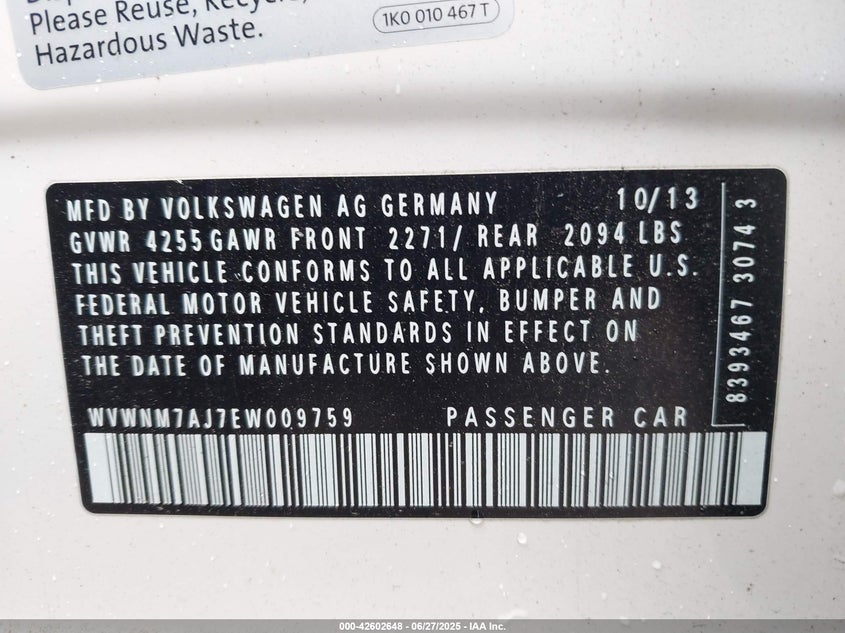 Please Reuse, Recycle,
Hazardous Waste.
1K0 010 467 T
MFD BY VOLKSWAGEN AG GERMANY 10/13
GVWR 4255 GAWR FRONT 2271/ REAR 2094 LBS
THIS VEHICLE CONFORMS TO ALL APPLICABLE U.S.
FEDERAL MOTOR VEHICLE SAFETY, BUMPER AND
THEFT PREVENTION STANDARDS IN EFFECT ON
THE DATE OF MANUFACTURE SHOWN ABOVE.
WVWNM7AJ7EW009759 PASSENGER CAR
8393467 3074 3
000-42602648 - 06/27/2025 - IAA Inc.